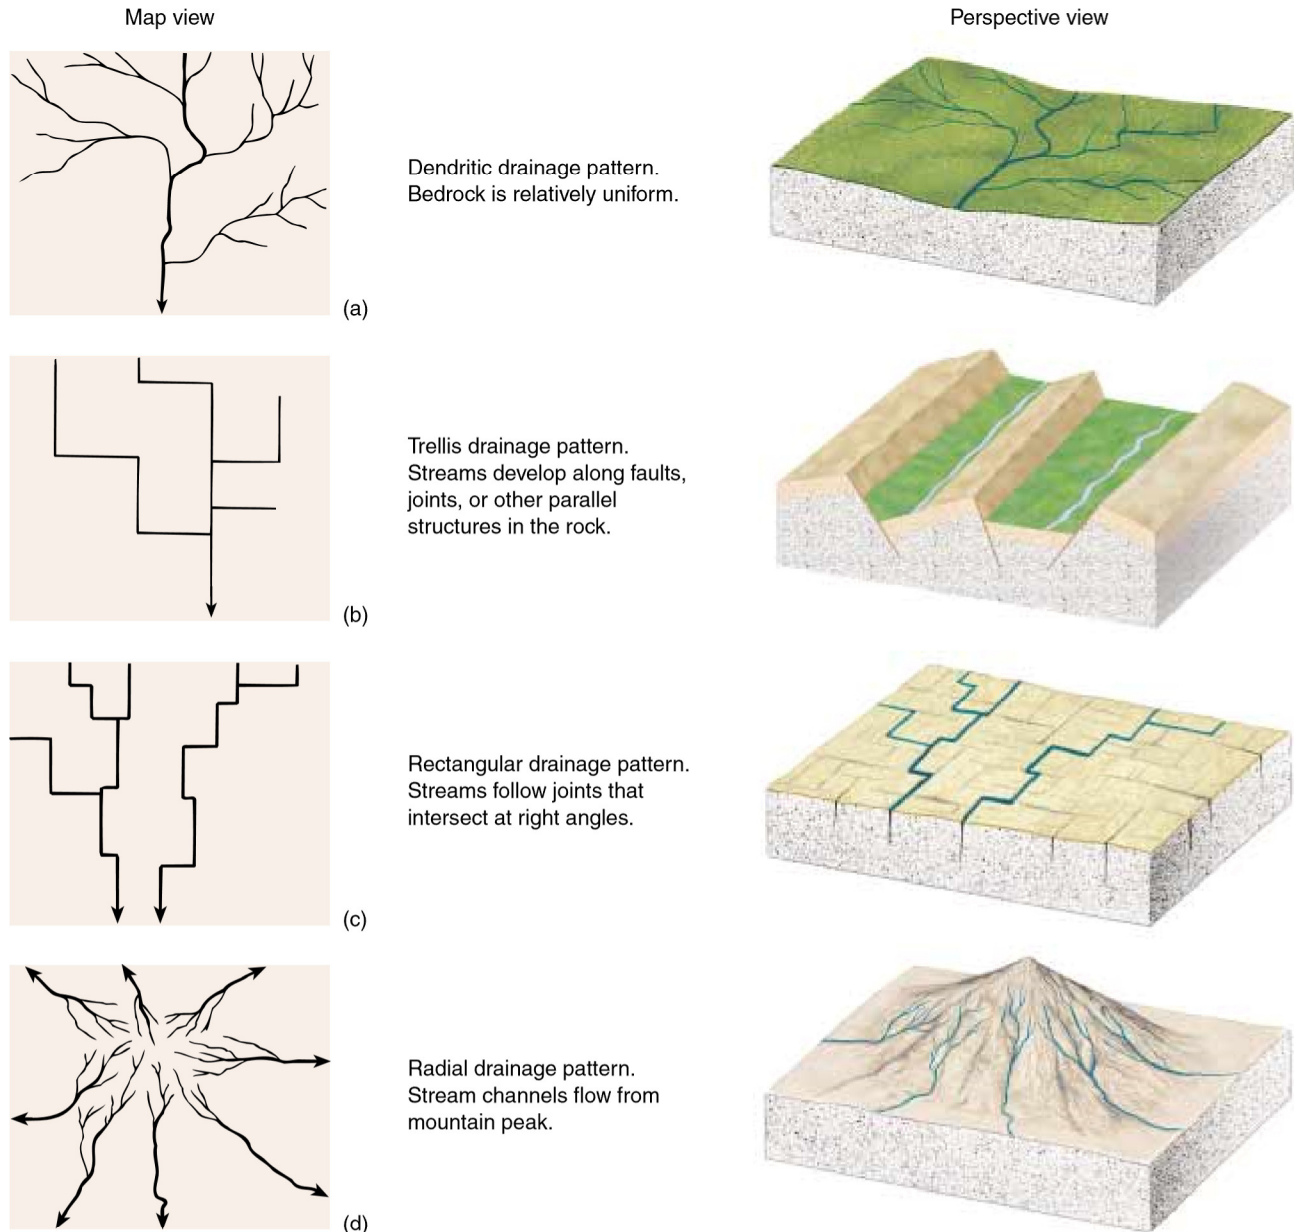 Map view
Perspective view
Dendritic drainage pattern.
Bedrock is relatively uniform.
(a)
Trellis drainage pattern.
Streams develop along faults,
joints, or other parallel
structures in the rock.
(b)
Rectangular drainage pattern.
Streams follow joints that
intersect at right angles.
(c)
Radial drainage pattern.
Stream channels flow from
mountain peak.
(d)